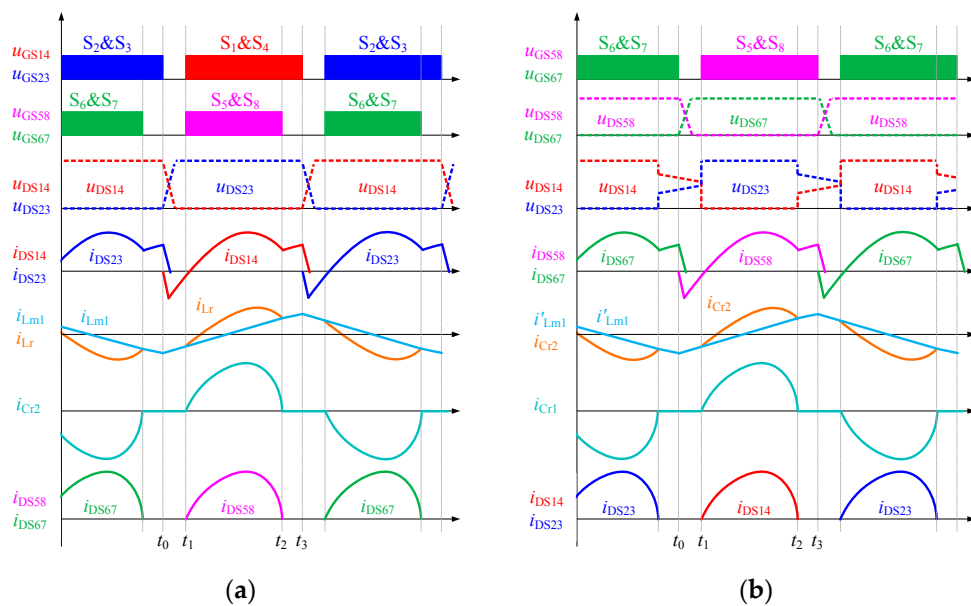 S2&S3 S1&S4 S2&S3
uGS14
uGS23
S6&S7 S5&S8 S6&S7
uGS58
uGS67
uDS14 uDS23 uDS14
uDS14
uDS23
iDS14
iDS23
iDS23 iDS14 iDS23
iLm1 iLm1 iLr
iLr
iCr2
iDS58
iDS67
iDS67 iDS58 iDS67
t0 t1 t2 t3
(a)
S6&S7 S5&S8 S6&S7
uGS58
uGS67
uDS58
uDS67
uDS58 uDS67 uDS58
uDS14
uDS23
uDS23 uDS14
iDS58
iDS67
iDS67 iDS58 iDS67
i'Lm1 i'Lm1 iCr2
iCr2
iCr1
iDS14
iDS23
iDS23 iDS14 iDS23
t0 t1 t2 t3
(b)